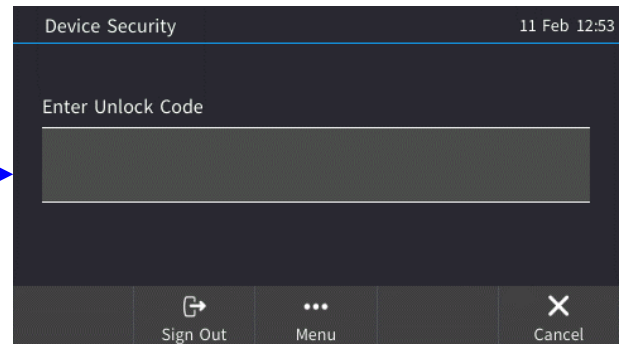 Device Security 11 Feb 12:53
Enter Unlock Code
Sign Out Menu Cancel